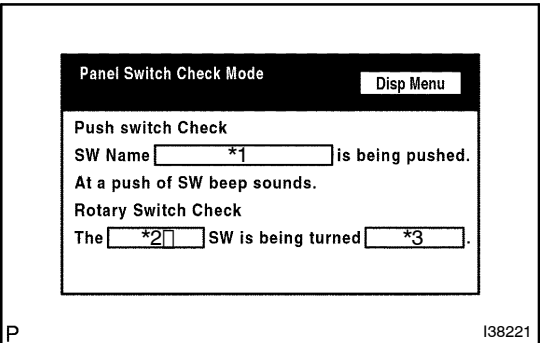 Panel Switch Check Mode
Disp Menu
Push switch Check
SW Name *1 is being pushed.
At a push of SW beep sounds.
Rotary Switch Check
The *2 SW is being turned *3 .
P
I38221